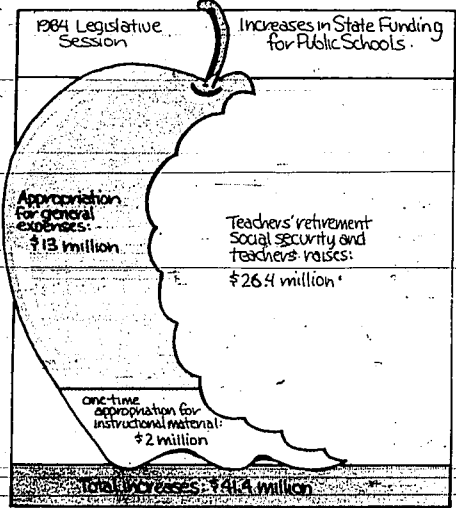 1984 Legislative
Session
Increases in State Funding
for Public Schools.
Appropriation
for general
expenses:
$13 million
Teachers' retirement
Social security and
teachers' raises:
$26.4 million
one-time
appropriation for
instructional material:
$2 million
Total increases: $41.4 million